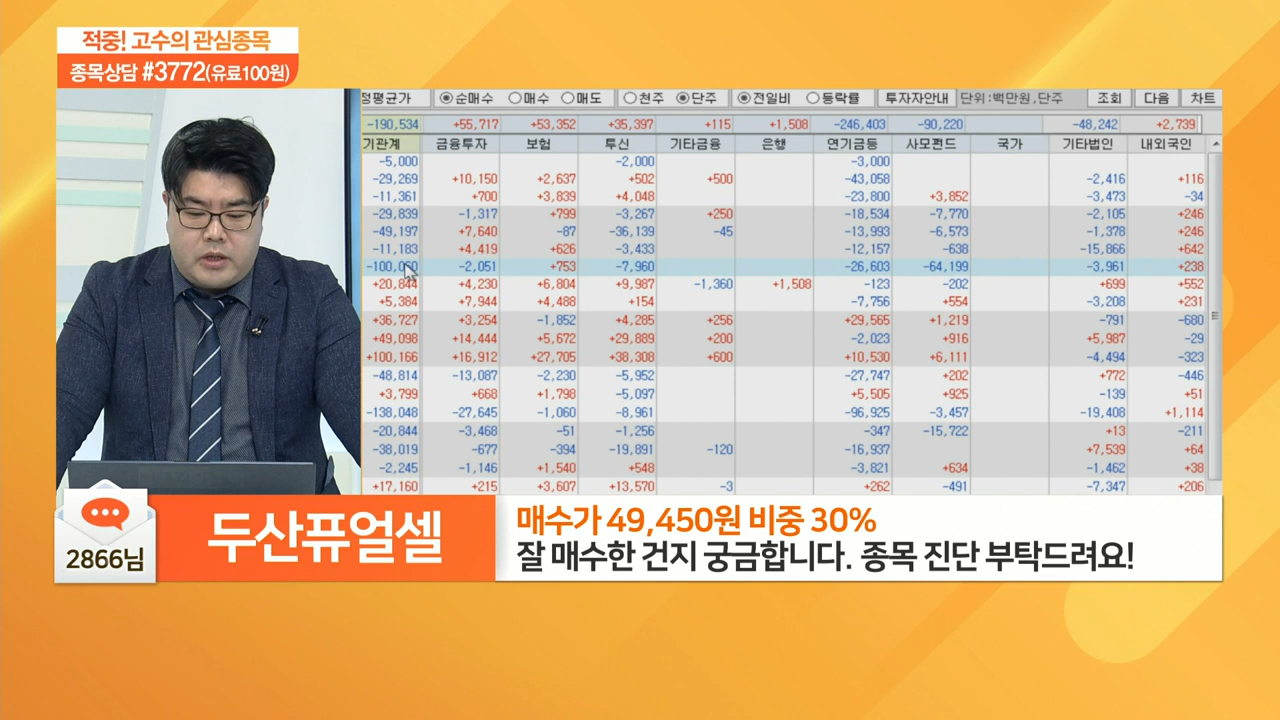 적중! 고수의 관심종목
종목상담 #3772(유료100원)
정평균가 순매수 매수 매도 천주 단주 전일비 등락률 투자자안내 단위:백만원,단주 조회 다음 차트
-190,534 +55,717 +53,352 +35,397 +115 +1,508 -246,403 -90,220 -48,242 +2,739
기관계 금융투자 보험 투신 기타금융 은행 연기금등 사모펀드 국가 기타법인 내외국인
-5,000 -2,000 -3,000
-29,269 +10,150 +2,637 +502 +500 -43,058 -2,416 +116
-11,361 +700 +3,839 +4,048 -23,800 +3,852 -3,473 -34
-29,839 -1,317 +799 -3,267 +250 -18,534 -7,770 -2,105 +246
-49,197 +7,640 -87 -36,139 -45 -13,993 -6,573 -1,378 +246
-11,183 +4,419 +626 -3,433 -12,157 -638 -15,866 +642
-2,051 +753 -7,960 -26,603 -64,199 -3,961 +238
+20,844 +4,230 +6,804 +9,987 -1,360 +1,508 -123 -202 +699 +552
+5,384 +7,944 +4,488 +154 -7,756 +554 -3,208 +231
+36,727 +3,254 -1,852 +4,285 +256 +29,565 +1,219 -791 -680
+49,098 +14,444 +5,672 +29,889 +200 -2,023 +916 +5,987 -29
+100,166 +16,912 +27,705 +38,308 +600 +10,530 +6,111 -4,494 -323
-48,814 -13,087 -2,230 -5,952 -27,747 +202 +772 -446
+3,799 +668 +1,798 -5,097 +5,505 +925 -139 +51
-138,048 -27,645 -1,060 -8,961 -96,925 -3,457 -19,408 +1,114
-20,844 -3,468 -51 -1,256 -347 -15,722 +13 -211
-38,019 -677 -394 -19,891 -120 -16,937 +7,539 +64
-2,245 -1,146 +1,540 +548 -3,821 +634 -1,462 +38
+17,160 +215 +3,607 +13,570 -3 +262 -491 -7,347 +206
2866님
두산퓨얼셀
매수가 49,450원 비중 30%
잘 매수한 건지 궁금합니다. 종목 진단 부탁드려요!